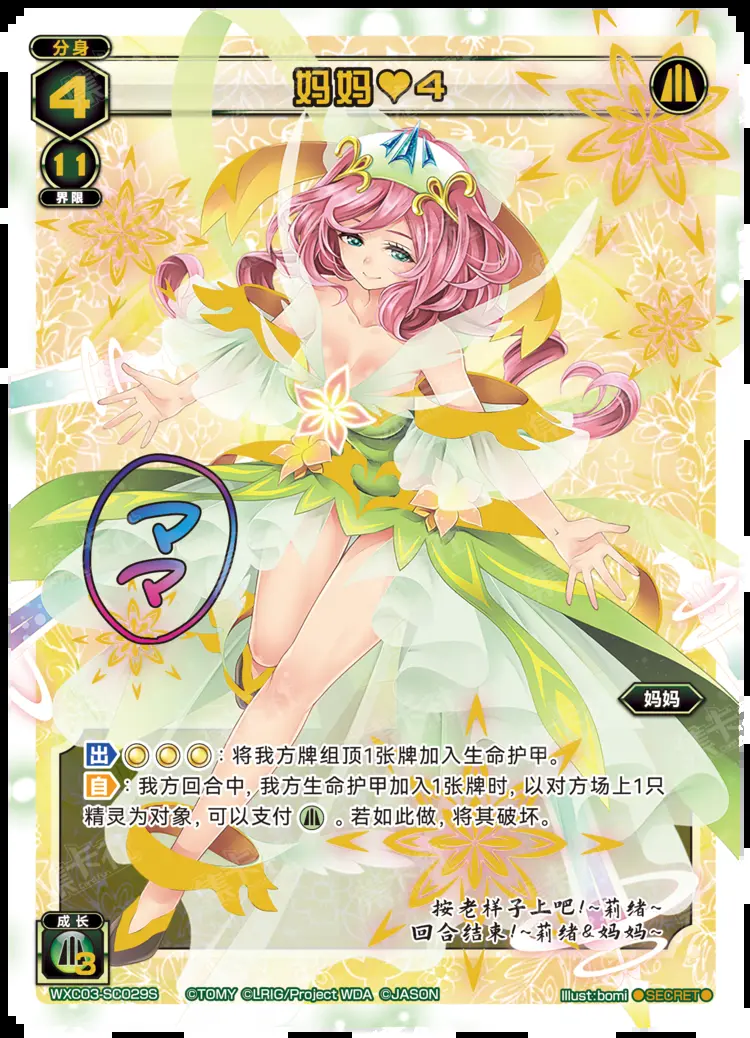 分身
妈妈♥4
4
11
界限
ママ
妈妈
出 : 将我方牌组顶1张牌加入生命护甲。
自 : 我方回合中, 我方生命护甲加入1张牌时, 以对方场上1只
精灵为对象, 可以支付 。若如此做, 将其破坏。
按老样子上吧!~莉绪~
回合结束!~莉绪&妈妈~
成长
3
WXC03-SC029S ©TOMY ©LRIG/Project WDA ©JASON Illust:bomi ●SECRET●